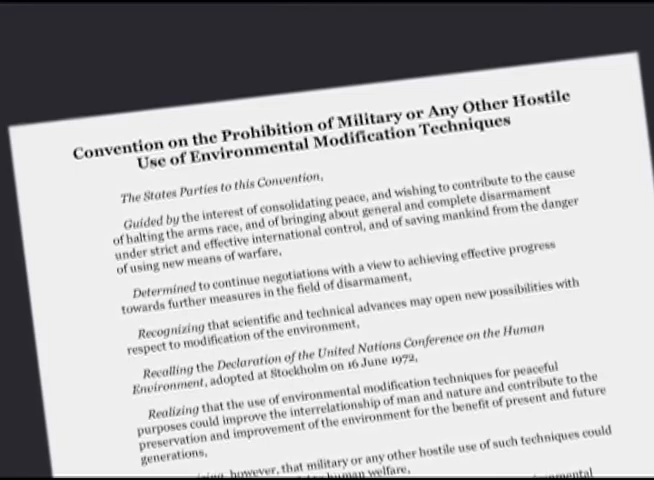 Convention on the Prohibition of Military or Any Other Hostile
Use of Environmental Modification Techniques
The States Parties to this Convention,
Guided by the interest of consolidating peace, and wishing to contribute to the cause
of halting the arms race, and of bringing about general and complete disarmament
under strict and effective international control, and of saving mankind from the danger
of using new means of warfare,
Determined to continue negotiations with a view to achieving effective progress
towards further measures in the field of disarmament,
Recognizing that scientific and technical advances may open new possibilities with
respect to modification of the environment,
Recalling the Declaration of the United Nations Conference on the Human
Environment, adopted at Stockholm on 16 June 1972,
Realizing that the use of environmental modification techniques for peaceful
purposes could improve the interrelationship of man and nature and contribute to the
preservation and improvement of the environment for the benefit of present and future
generations,
however, that military or any other hostile use of such techniques could
human welfare,